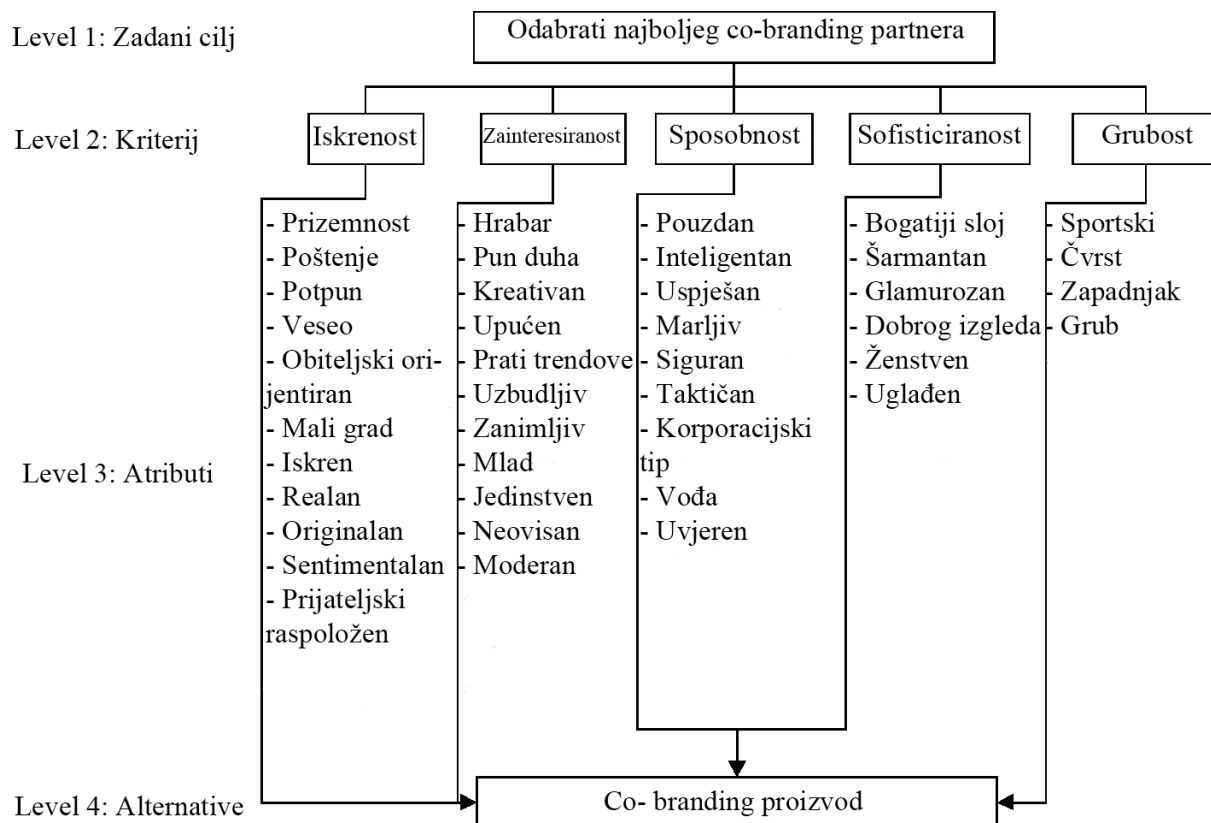 Level 1: Zadani cilj
Odabrati najboljeg co-branding partnera
Level 2: Kriterij
Iskrenost
Zainteresiranost
Sposobnost
Sofisticiranost
Grubost
Level 3: Atributi
- Prizemnost
- Poštenje
- Potpun
- Veseo
- Obiteljski ori-
jentiran
- Mali grad
- Iskren
- Realan
- Originalan
- Sentimentalan
- Prijateljski
raspoložen
- Hrabar
- Pun duha
- Kreativan
- Upućen
- Prati trendove
- Uzbudljiv
- Zanimljiv
- Mlad
- Jedinstven
- Neovisan
- Moderan
- Pouzdan
- Inteligentan
- Uspješan
- Marljiv
- Siguran
- Taktičan
- Korporacijski
tip
- Vođa
- Uvjeren
- Bogatiji sloj
- Šarmantan
- Glamurozan
- Dobrog izgleda
- Ženstven
- Uglađen
- Sportski
- Čvrst
- Zapadnjak
- Grub
Level 4: Alternative
Co- branding proizvod